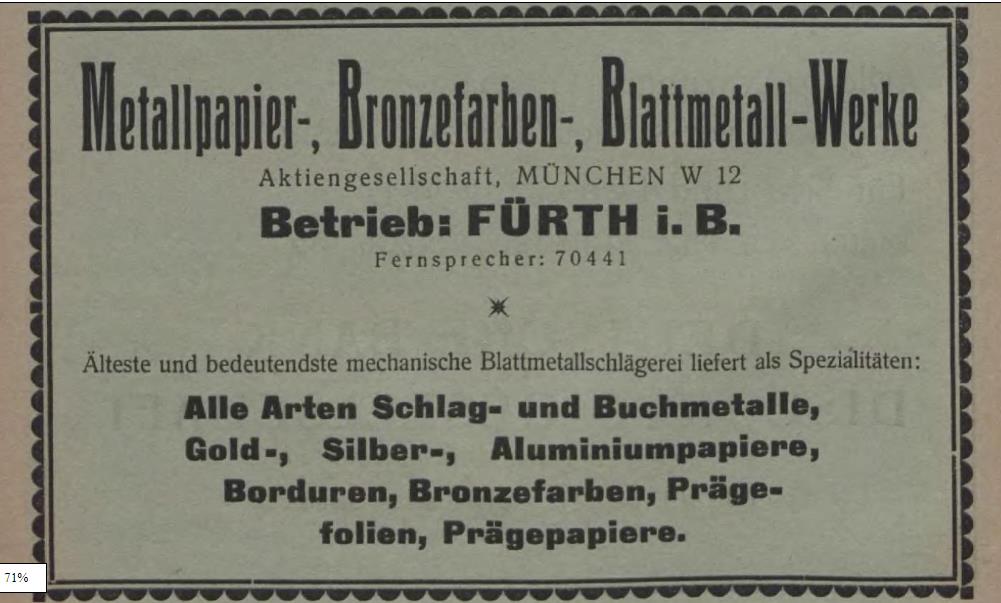 Metallpapier-, Bronzefarben-, Blattmetall-Werke
Aktiengesellschaft, MÜNCHEN W 12
Betrieb: FÜRTH i. B.
Fernsprecher: 70441
Älteste und bedeutendste mechanische Blattmetallschlägerei liefert als Spezialitäten:
Alle Arten Schlag- und Buchmetalle,
Gold-, Silber-, Aluminiumpapiere,
Borduren, Bronzefarben, Präge-
folien, Prägepapiere.
71%